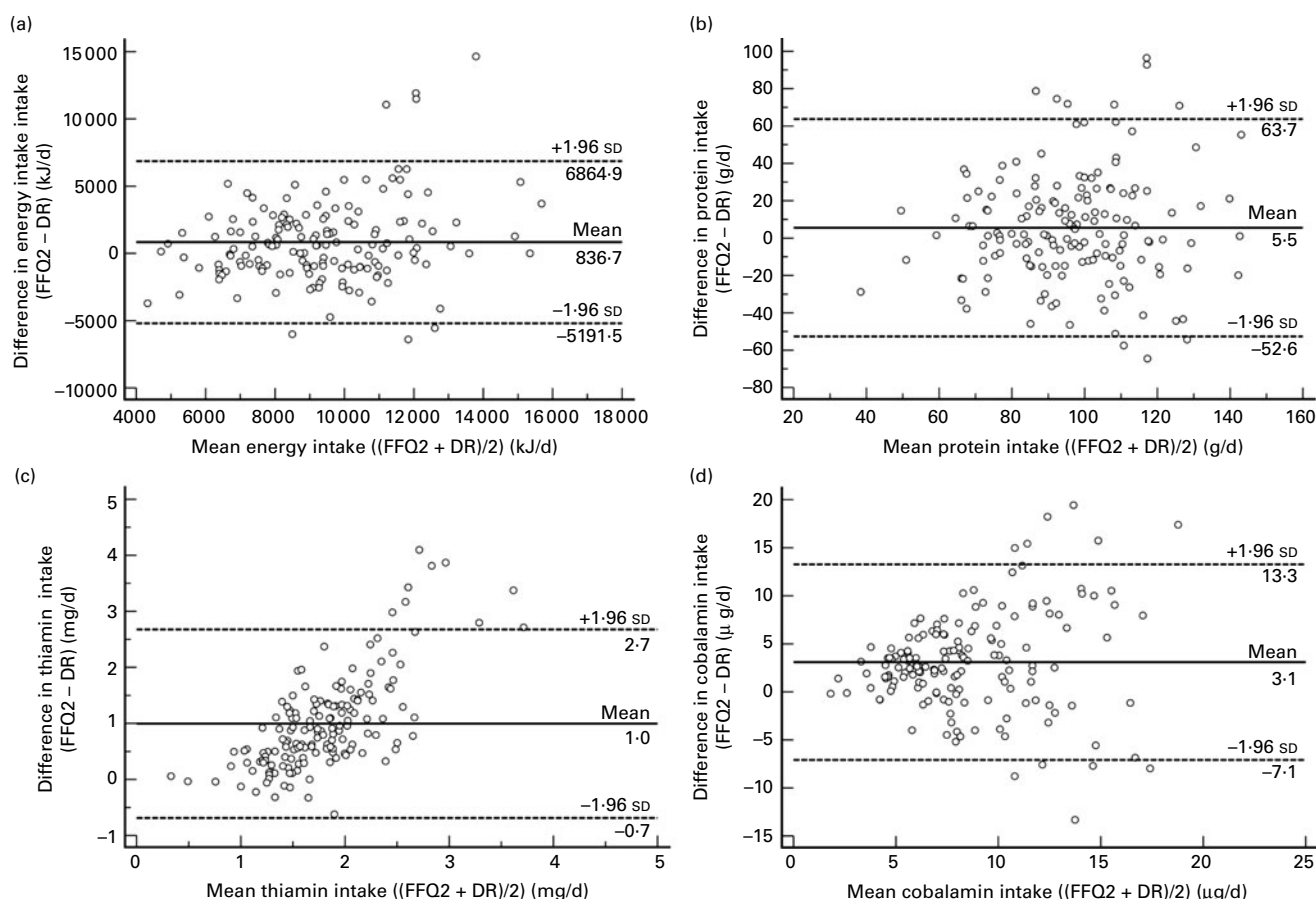 (a)
15 000
10 000
5000
0
−5000
−10000
Difference in energy intake intake
(FFQ2 − DR) (kJ/d)
+1·96 SD
6864·9
Mean
836·7
−1·96 SD
−5191·5
4000 6000 8000 10 000 12 000 14 000 16 000 18 000
Mean energy intake ((FFQ2 + DR)/2) (kJ/d)
(b)
100
80
60
40
20
0
−20
−40
−60
−80
Difference in protein intake
(FFQ2 − DR) (g/d)
+1·96 SD
63·7
Mean
5·5
−1·96 SD
−52·6
20 40 60 80 100 120 140 160
Mean protein intake ((FFQ2 + DR)/2) (g/d)
(c)
5
4
3
2
1
0
−1
Difference in thiamin intake
(FFQ2 − DR) (mg/d)
+1·96 SD
2·7
Mean
1·0
−1·96 SD
−0·7
0 1 2 3 4 5
Mean thiamin intake ((FFQ2 + DR)/2) (mg/d)
(d)
20
15
10
5
0
−5
−10
−15
Difference in cobalamin intake
(FFQ2 − DR) (μ g/d)
+1·96 SD
13·3
Mean
3·1
−1·96 SD
−7·1
0 5 10 15 20 25
Mean cobalamin intake ((FFQ2 + DR)/2) (μg/d)